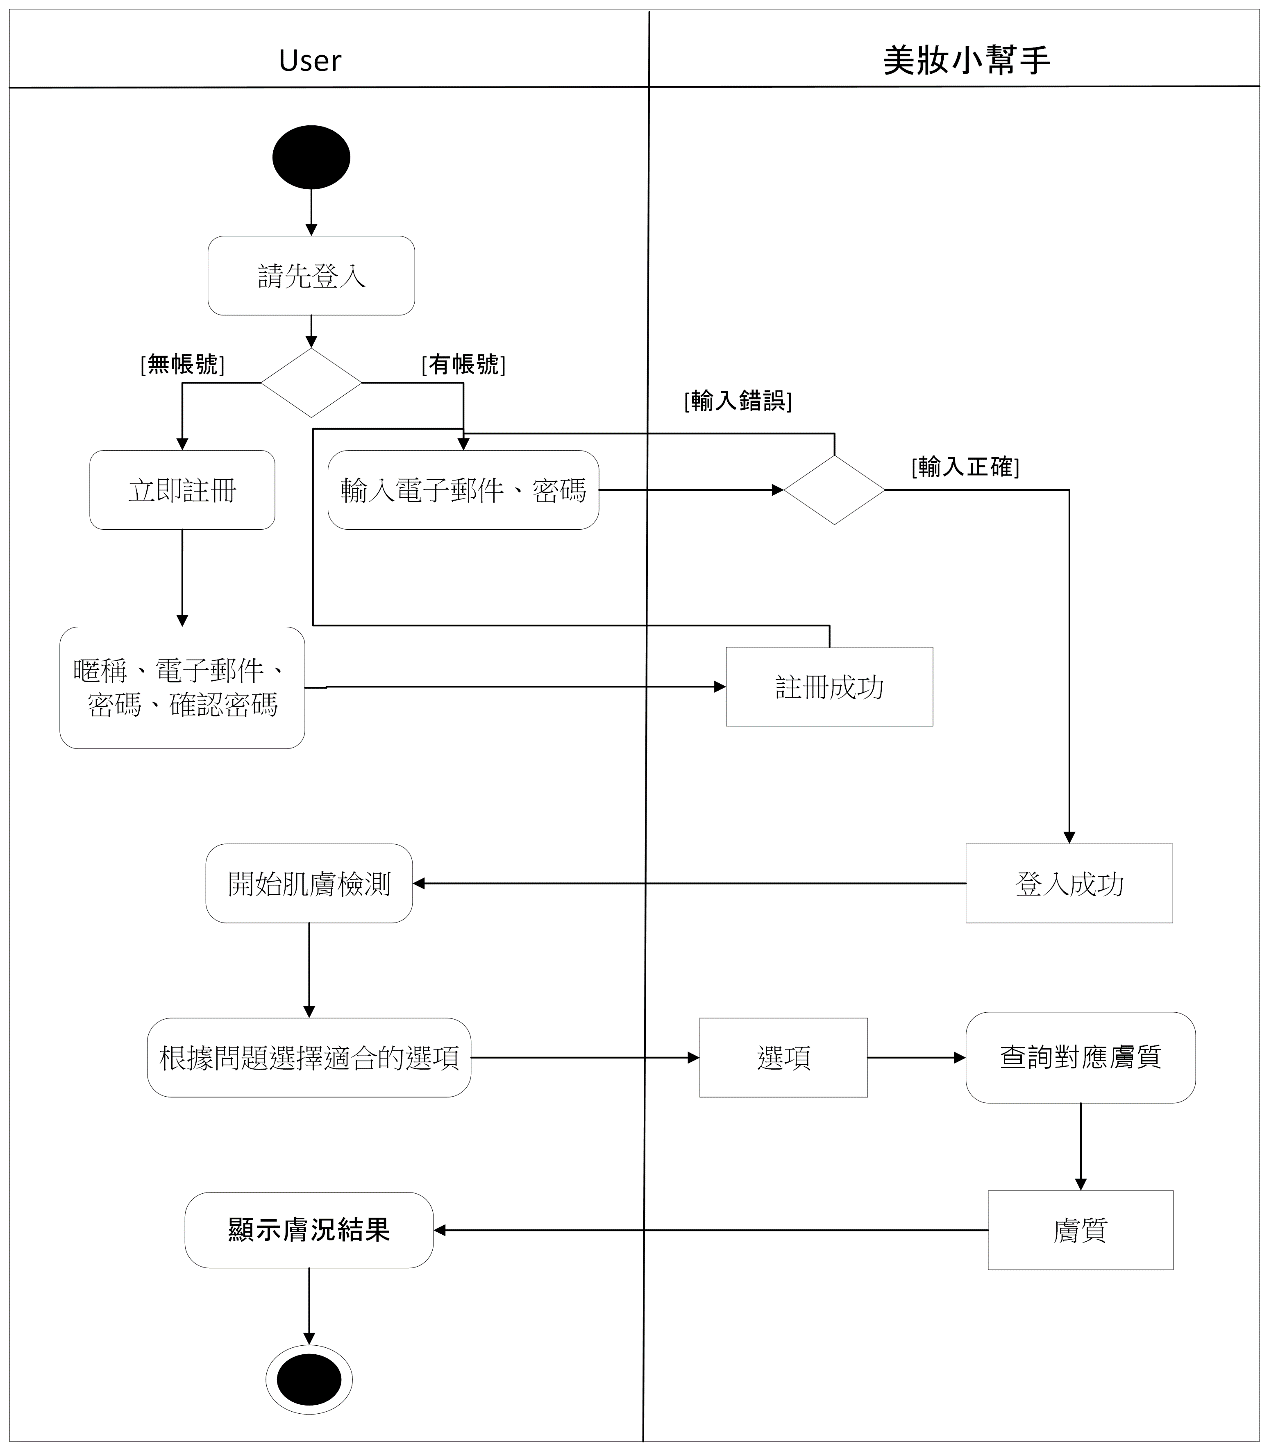 User
美妝小幫手
請先登入
[無帳號]
[有帳號]
[輸入錯誤]
[輸入正確]
立即註冊
輸入電子郵件、密碼
暱稱、電子郵件、
密碼、確認密碼
註冊成功
開始肌膚檢測
登入成功
根據問題選擇適合的選項
選項
查詢對應膚質
顯示膚況結果
膚質